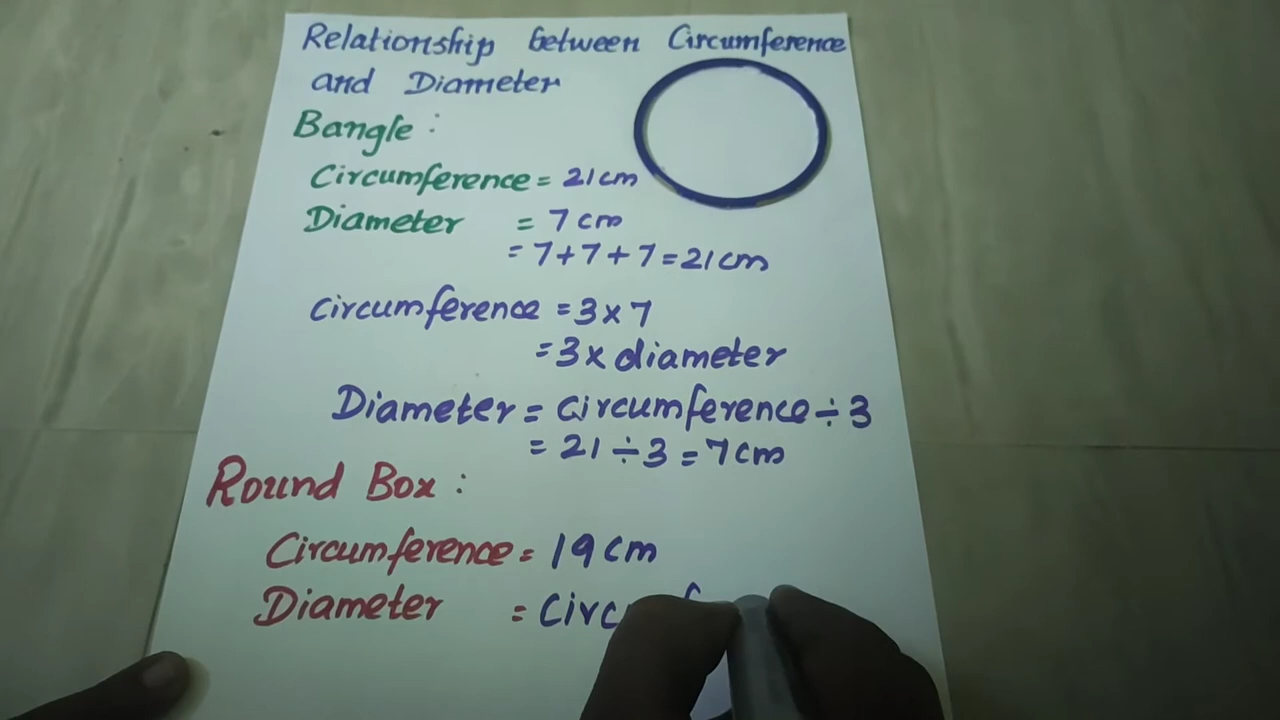 Relationship between Circumference
and Diameter
Bangle :
Circumference = 21cm
Diameter = 7cm
= 7+7+7=21cm
Circumference = 3x7
= 3x diameter
Diameter = circumference ÷ 3
= 21 ÷ 3 = 7cm
Round Box :
Circumference = 19cm
Diameter =